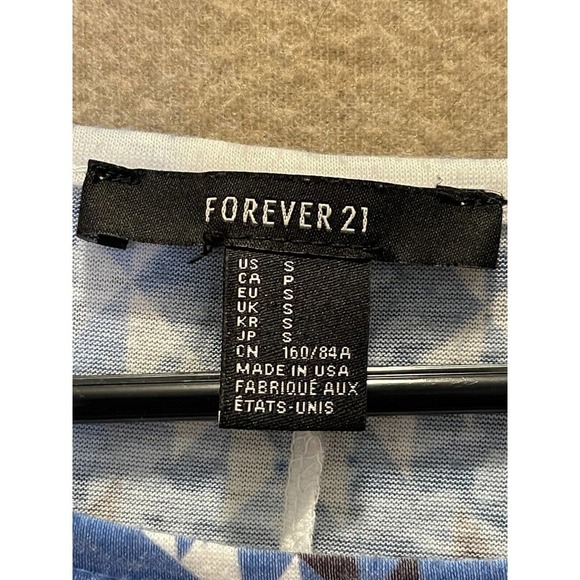 FOREVER 21
US S
CA P
EU S
UK S
KR S
JP S
CN 160/84A
MADE IN USA
FABRIQUÉ AUX
ÉTATS-UNIS